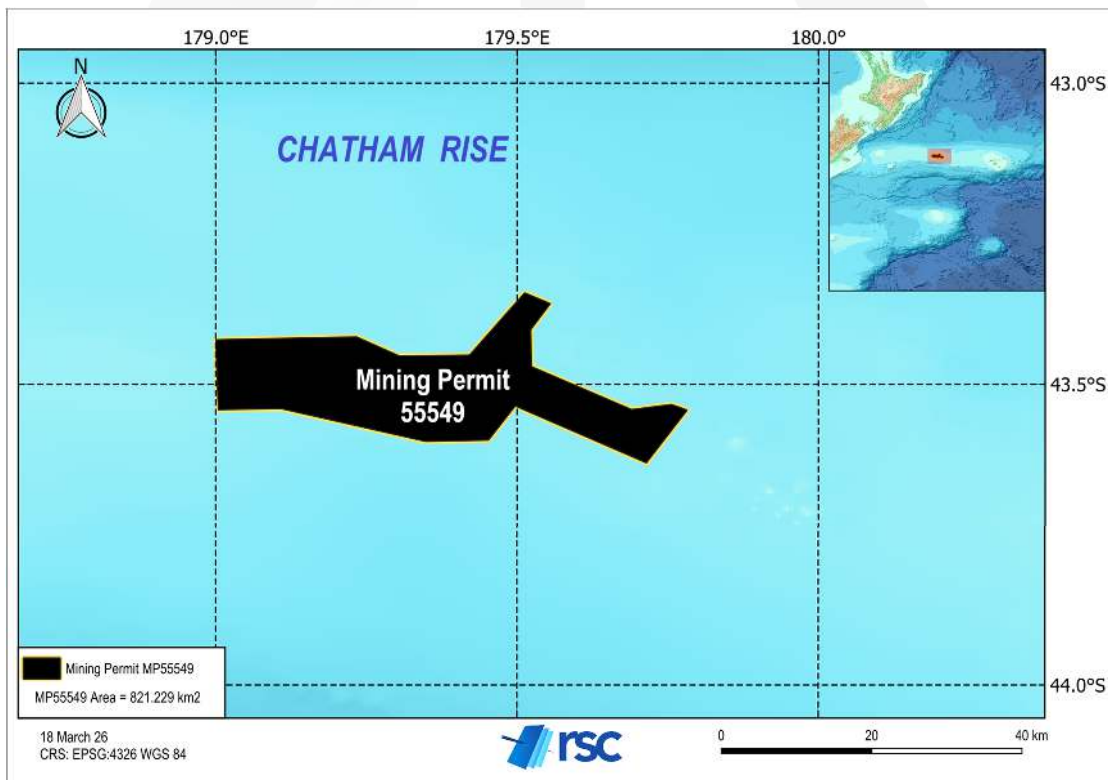 179.0°E
179.5°E
180.0°
N
CHATHAM RISE
43.0°S
Mining Permit
55549
43.5°S
44.0°S
Mining Permit MP55549
MP55549 Area = 821.229 km2
18 March 26
CRS: EPSG:4326 WGS 84
rsc
0
20
40 km